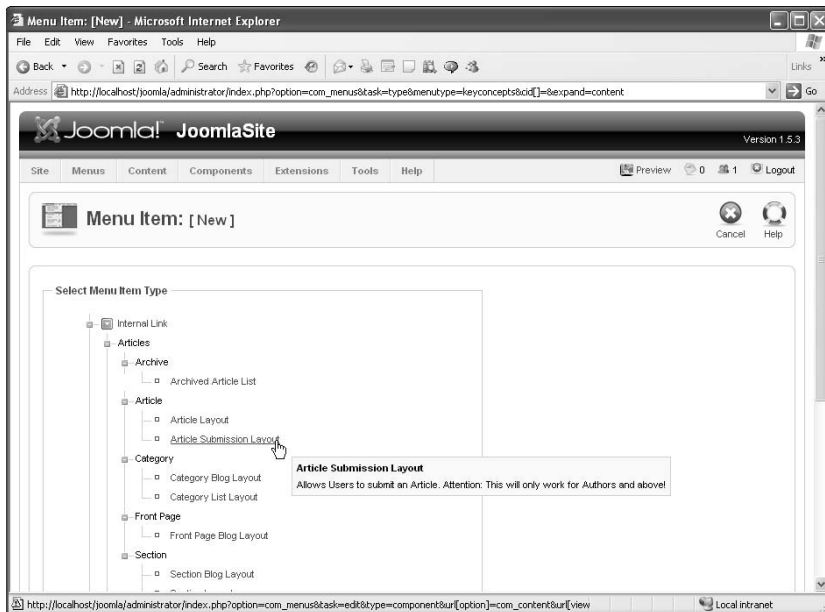 Menu Item: [New] - Microsoft Internet Explorer
File Edit View Favorites Tools Help
Back Search Favorites Links »
Address http://localhost/joomla/administrator/index.php?option=com_menus&task=type&menutype=keyconcepts&cid[]=&expand=content Go
Joomla! JoomlaSite
Version 1.5.3
Site Menus Content Components Extensions Tools Help Preview 0 1 Logout
Menu Item: [ New ]
Cancel Help
Select Menu Item Type
Internal Link
Articles
Archive
Archived Article List
Article
Article Layout
Article Submission Layout
Category
Article Submission Layout
Category Blog Layout
Allows Users to submit an Article. Attention: This will only work for Authors and above!
Category List Layout
Front Page
Front Page Blog Layout
Section
Section Blog Layout
http://localhost/joomla/administrator/index.php?option=com_menus&task=edit&type=component&url[option]=com_content&url[view Local intranet